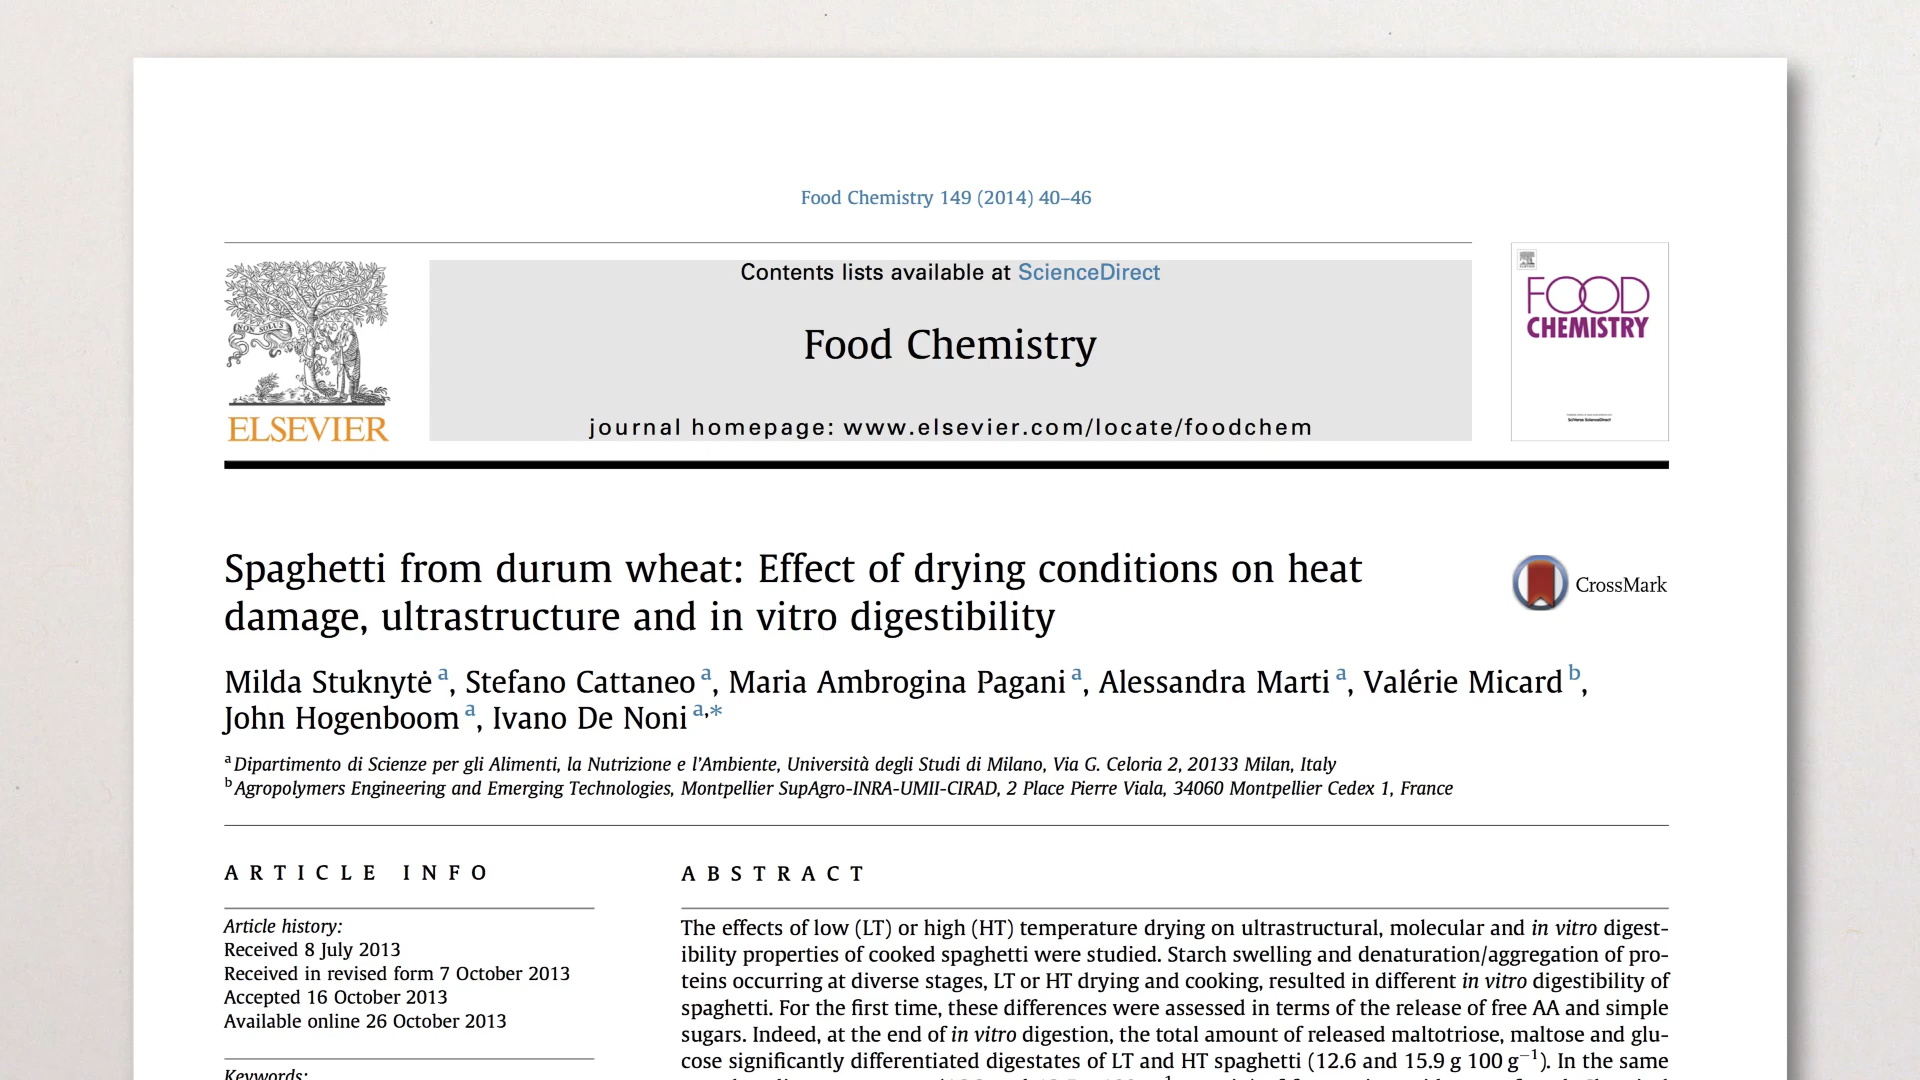 Food Chemistry 149 (2014) 40–46
Contents lists available at ScienceDirect
Food Chemistry
journal homepage: www.elsevier.com/locate/foodchem
NON SOLUS
ELSEVIER
FOOD
CHEMISTRY
Spaghetti from durum wheat: Effect of drying conditions on heat
damage, ultrastructure and in vitro digestibility
CrossMark
Milda Stuknytė a, Stefano Cattaneo a, Maria Ambrogina Pagani a, Alessandra Marti a, Valérie Micard b,
John Hogenboom a, Ivano De Noni a,*
a Dipartimento di Scienze per gli Alimenti, la Nutrizione e l'Ambiente, Università degli Studi di Milano, Via G. Celoria 2, 20133 Milan, Italy
b Agropolymers Engineering and Emerging Technologies, Montpellier SupAgro-INRA-UMII-CIRAD, 2 Place Pierre Viala, 34060 Montpellier Cedex 1, France
ARTICLE INFO
Article history:
Received 8 July 2013
Received in revised form 7 October 2013
Accepted 16 October 2013
Available online 26 October 2013
Keywords:
ABSTRACT
The effects of low (LT) or high (HT) temperature drying on ultrastructural, molecular and in vitro digest-
ibility properties of cooked spaghetti were studied. Starch swelling and denaturation/aggregation of pro-
teins occurring at diverse stages, LT or HT drying and cooking, resulted in different in vitro digestibility of
spaghetti. For the first time, these differences were assessed in terms of the release of free AA and simple
sugars. Indeed, at the end of in vitro digestion, the total amount of released maltotriose, maltose and glu-
cose significantly differentiated digestates of LT and HT spaghetti (12.6 and 15.9 g 100 g−1). In the same